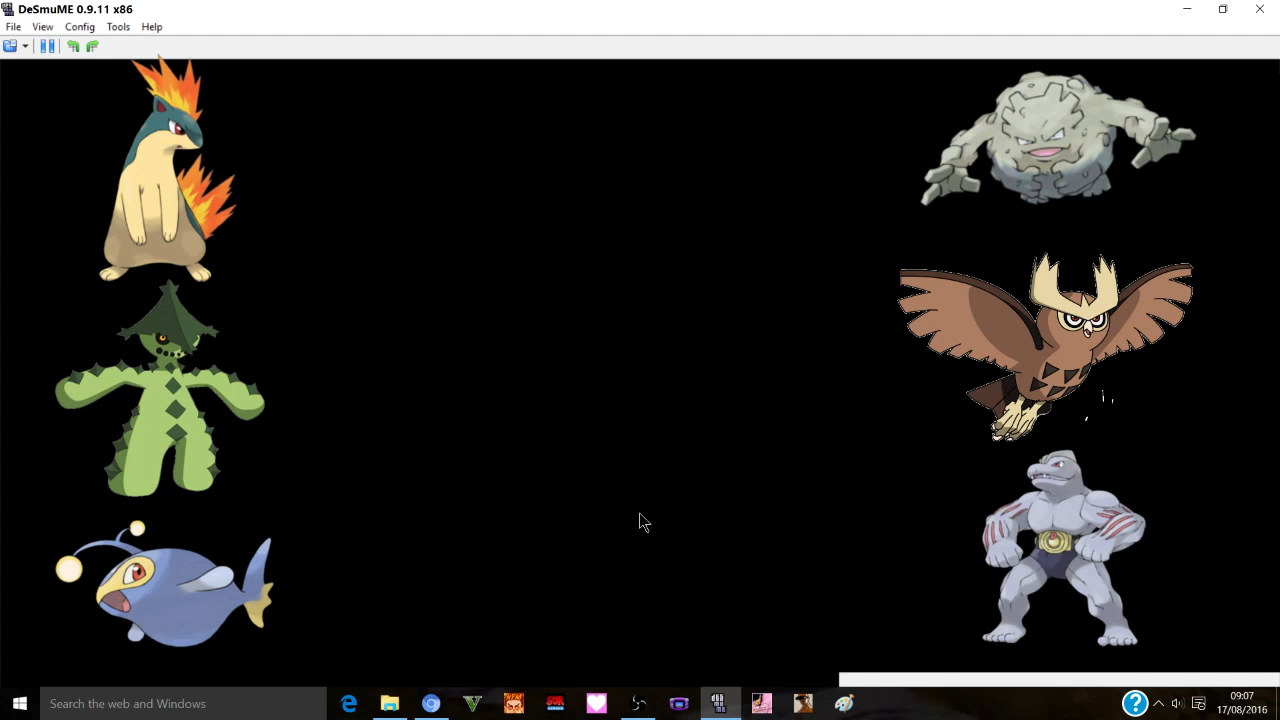 DeSmuME 0.9.11 x86
File View Config Tools Help
Search the web and Windows
SOR
09:07
17/08/2016